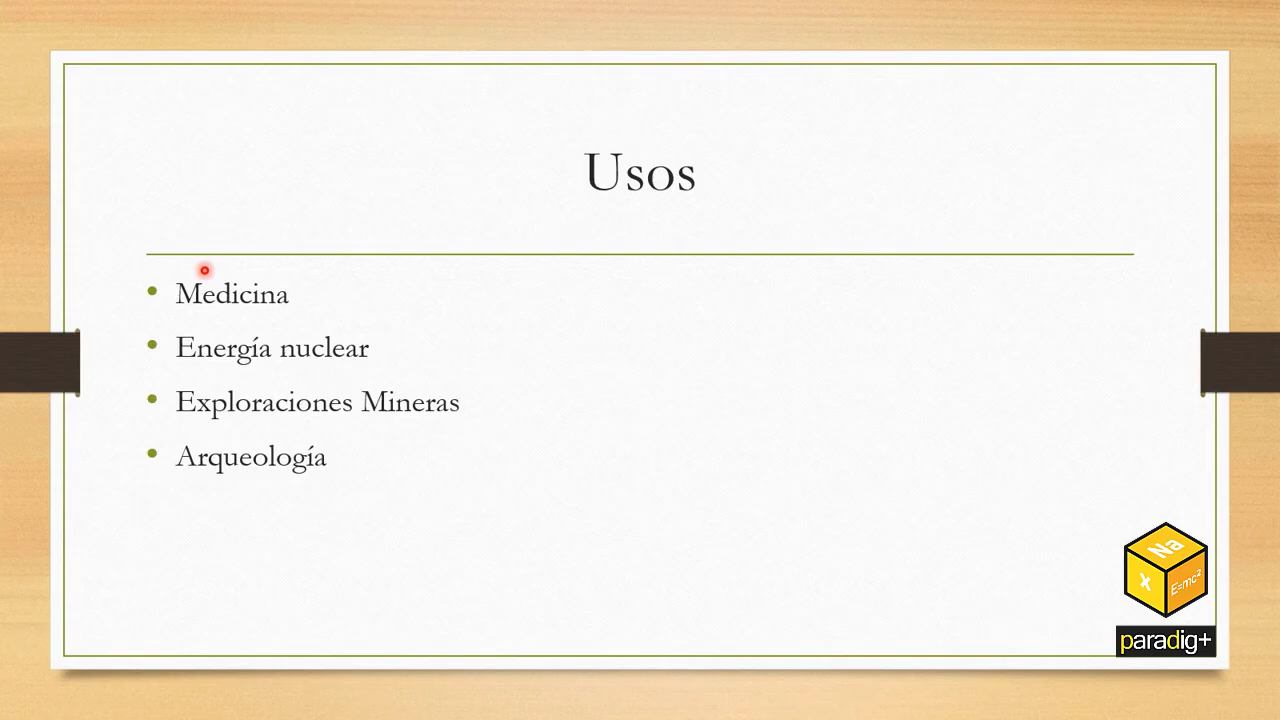 Usos
Medicina
Energía nuclear
Exploraciones Mineras
Arqueología
Na
x
E=mc²
paradig+